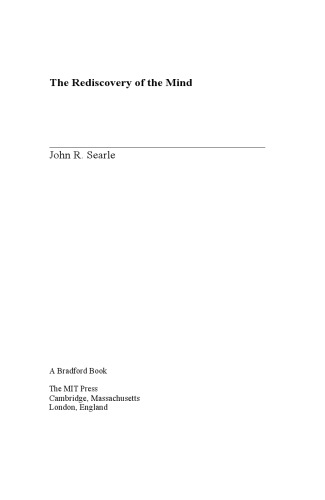 The Rediscovery of the Mind
John R. Searle
A Bradford Book
The MIT Press
Cambridge, Massachusetts
London, England